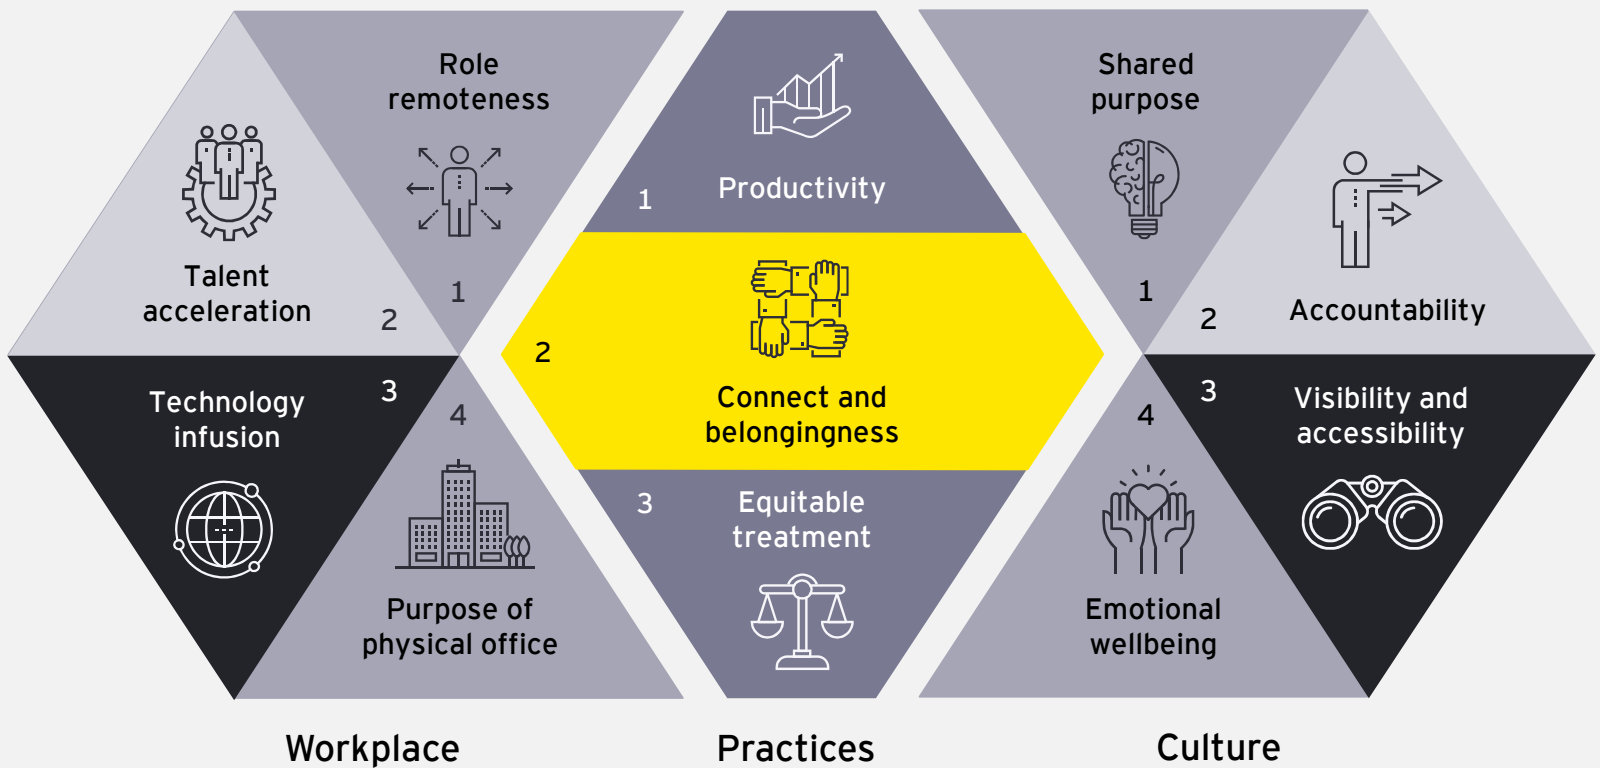 Role
remoteness
1
Talent
acceleration
2
Technology
infusion
3
4
Purpose of
physical office
Workplace
Productivity
1
2
Connect and
belongingness
3
Equitable
treatment
Practices
Shared
purpose
1
2
Accountability
3
Visibility and
accessibility
4
Emotional
wellbeing
Culture